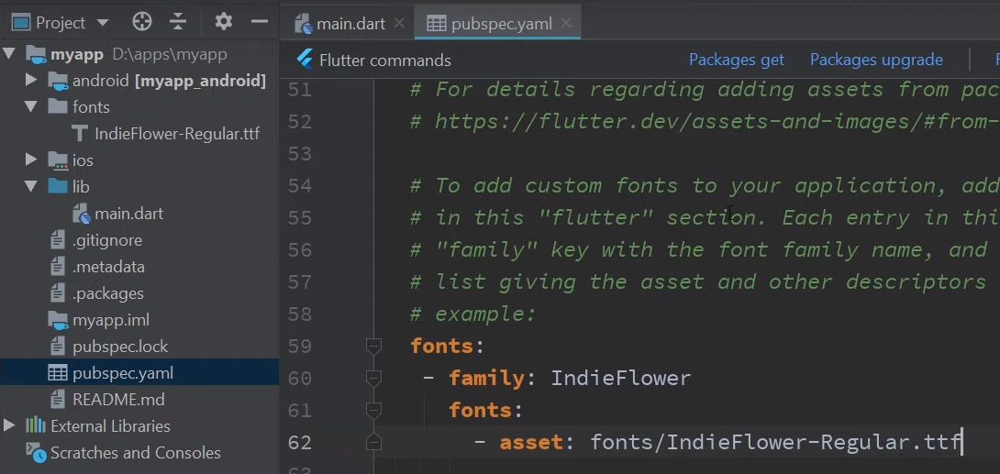 Project
myapp D:\apps\myapp
android [myapp_android]
fonts
IndieFlower-Regular.ttf
ios
lib
main.dart
.gitignore
.metadata
.packages
myapp.iml
pubspec.lock
pubspec.yaml
README.md
External Libraries
Scratches and Consoles
main.dart pubspec.yaml
Flutter commands Packages get Packages upgrade
51 # For details regarding adding assets from pac
52 # https://flutter.dev/assets-and-images/#from-
53
54 # To add custom fonts to your application, add
55 # in this "flutter" section. Each entry in thi
56 # "family" key with the font family name, and
57 # list giving the asset and other descriptors
58 # example:
59 fonts:
60 - family: IndieFlower
61 fonts:
62 - asset: fonts/IndieFlower-Regular.ttf